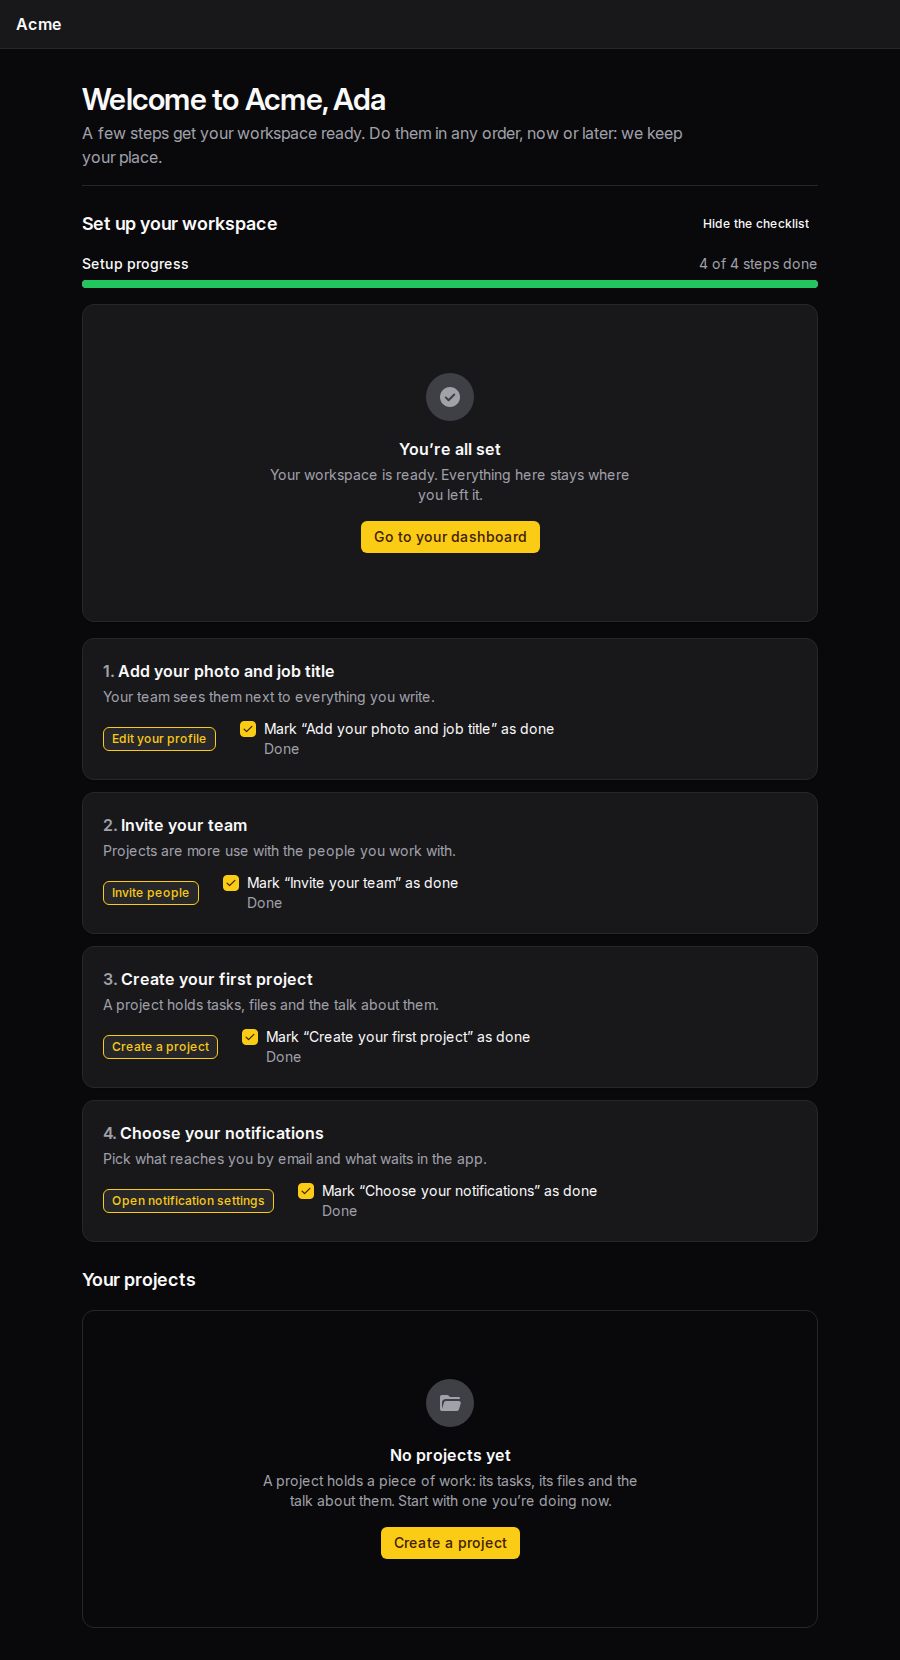 Acme
Welcome to Acme, Ada
A few steps get your workspace ready. Do them in any order, now or later: we keep
your place.
Set up your workspace
Hide the checklist
Setup progress
4 of 4 steps done
You’re all set
Your workspace is ready. Everything here stays where
you left it.
Go to your dashboard
1. Add your photo and job title
Your team sees them next to everything you write.
Edit your profile
Mark “Add your photo and job title” as done
Done
2. Invite your team
Projects are more use with the people you work with.
Invite people
Mark “Invite your team” as done
Done
3. Create your first project
A project holds tasks, files and the talk about them.
Create a project
Mark “Create your first project” as done
Done
4. Choose your notifications
Pick what reaches you by email and what waits in the app.
Open notification settings
Mark “Choose your notifications” as done
Done
Your projects
No projects yet
A project holds a piece of work: its tasks, its files and the
talk about them. Start with one you’re doing now.
Create a project